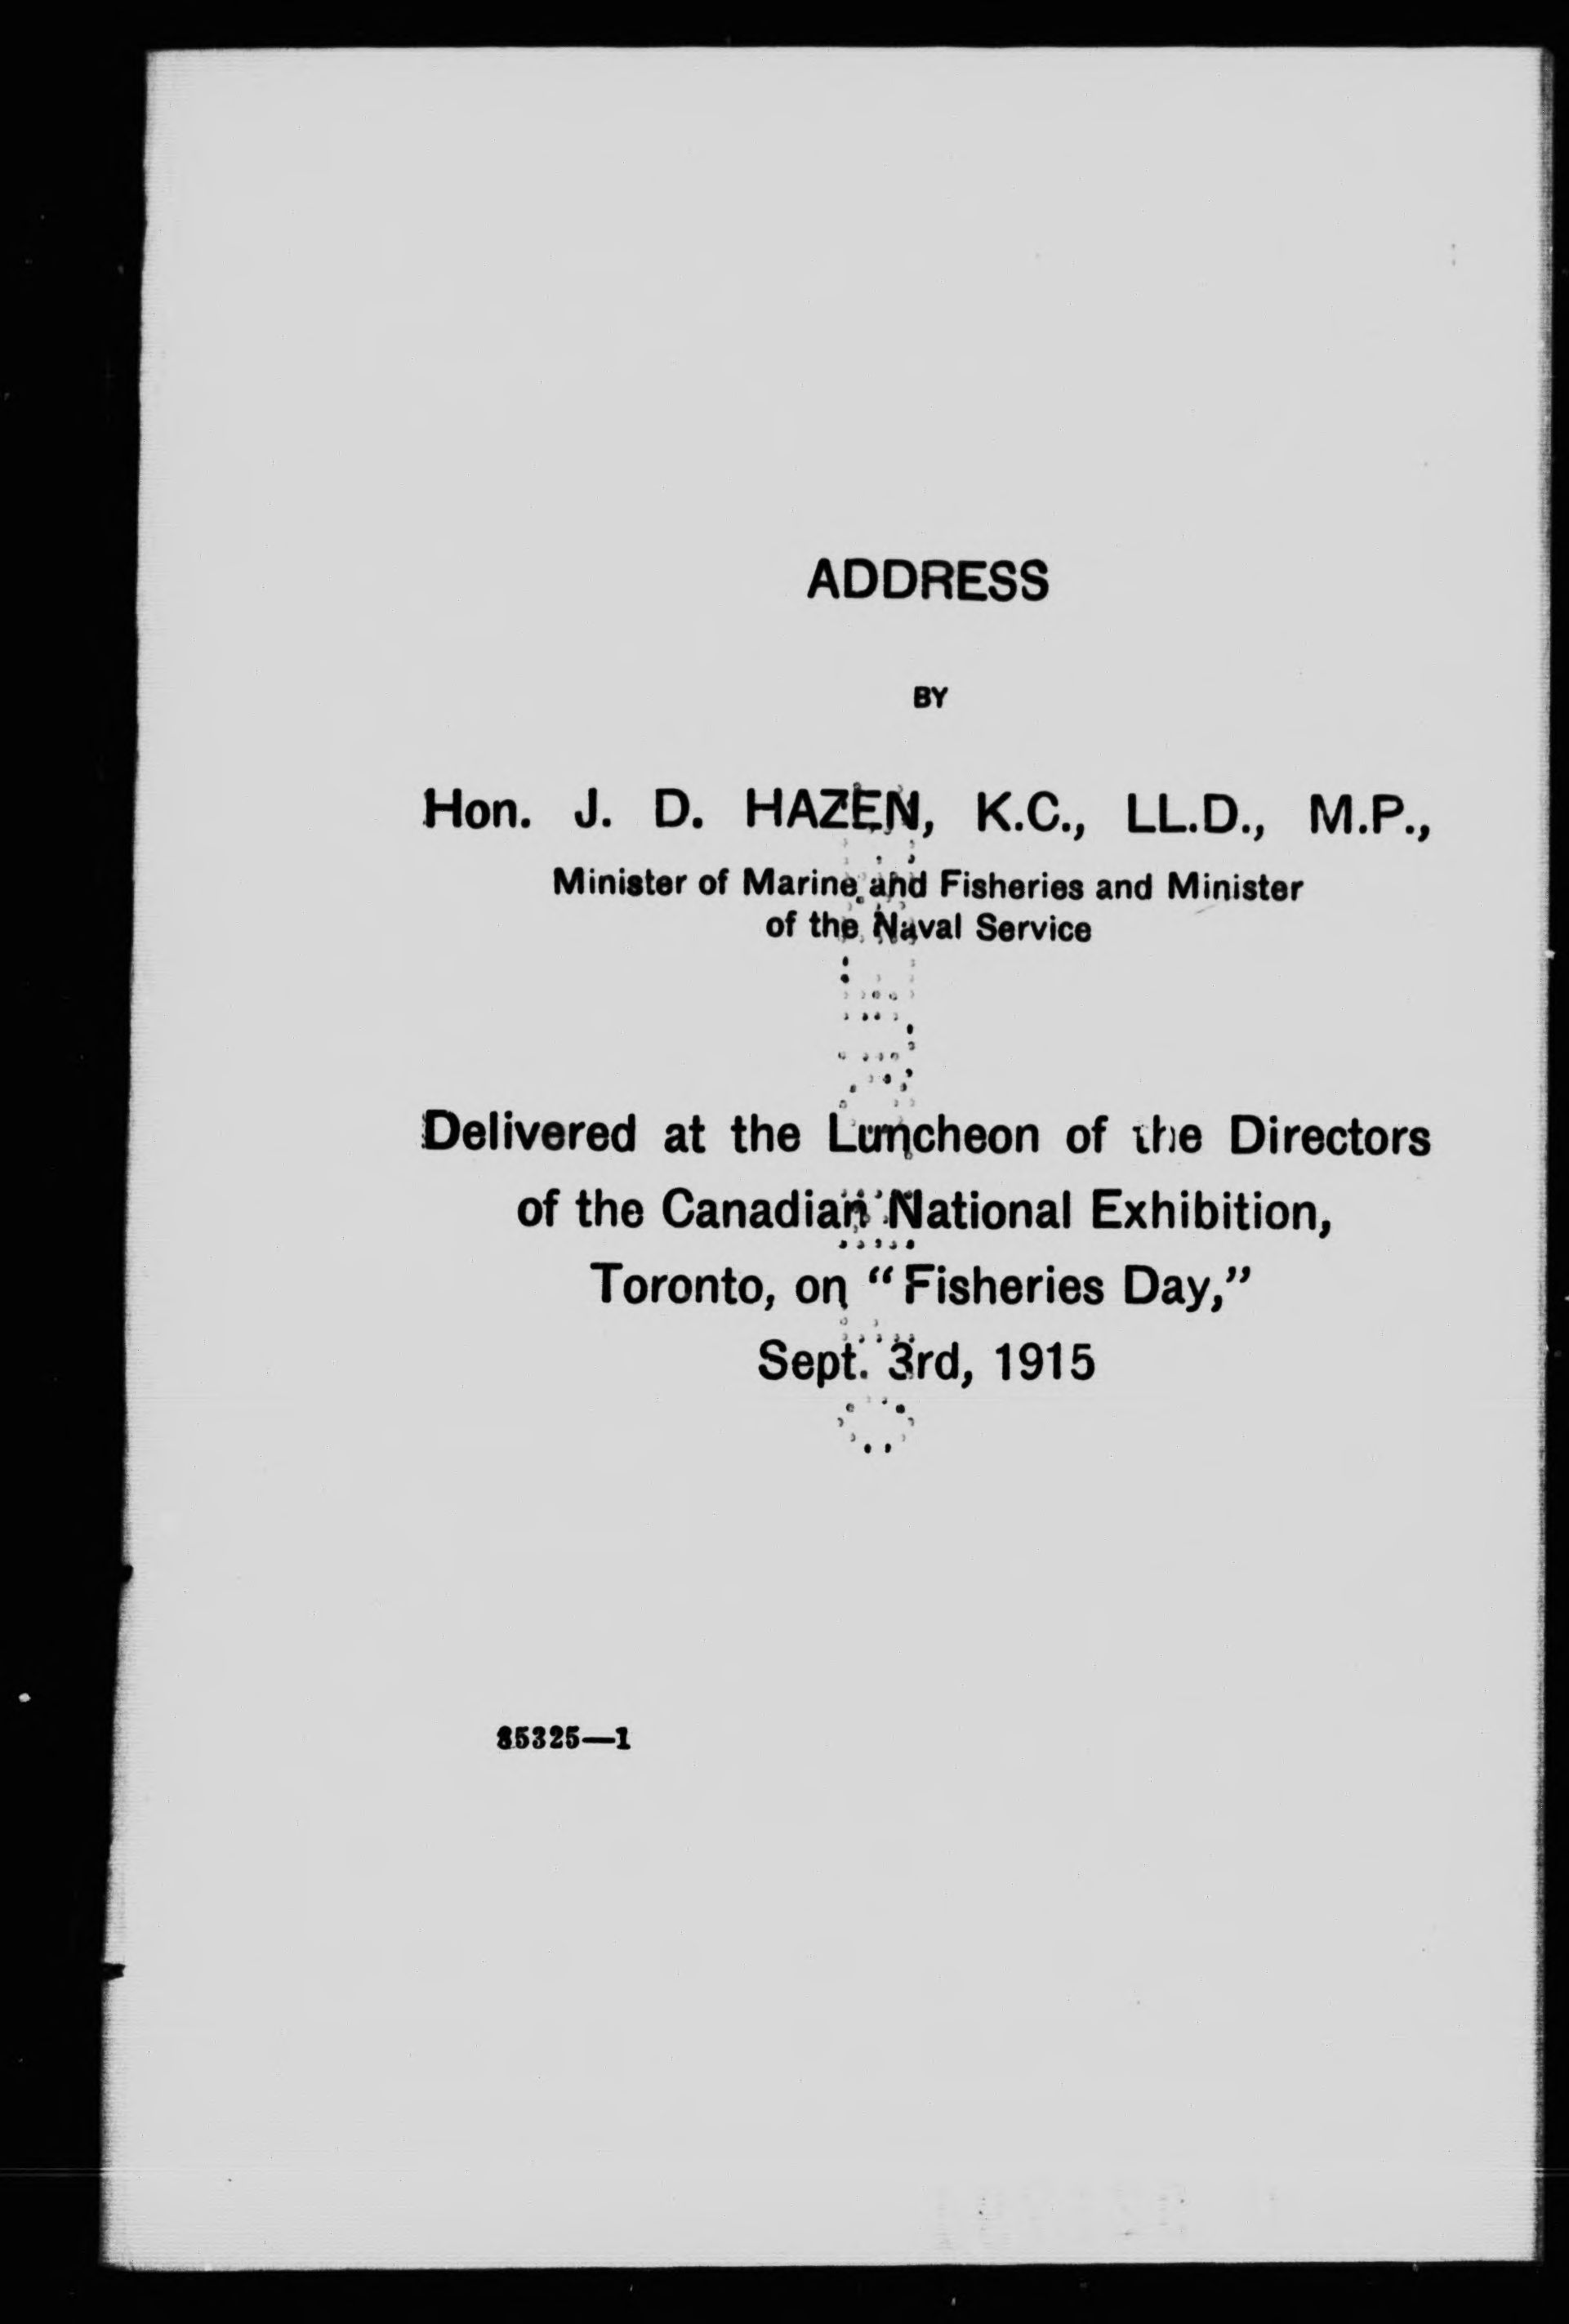 ADDRESS
BY
Hon. J. D. HAZEN, K.C., LL.D., M.P.,
Minister of Marine and Fisheries and Minister
of the Naval Service
Delivered at the Luncheon of the Directors
of the Canadian National Exhibition,
Toronto, on “Fisheries Day,”
Sept. 3rd, 1915
85325—1